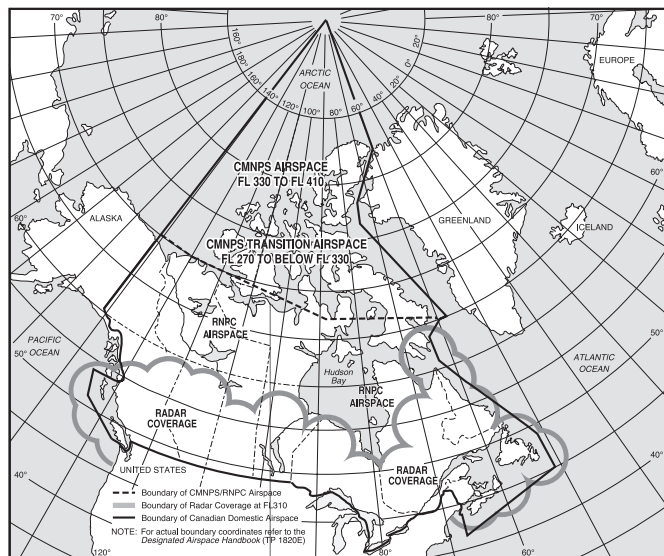 70°
80°
80°
70°
160°
180°
180°
160°
140°
120°
100°
80°
60°
40°
20°
0°
20°
EUROPE
ARCTIC
OCEAN
60°
CMNPS AIRSPACE
FL 330 TO FL 410
ALASKA
GREENLAND
ICELAND
60°
CMNPS TRANSITION AIRSPACE
FL 270 TO BELOW FL 330
RNPC
AIRSPACE
PACIFIC
OCEAN
50°
Hudson
Bay
RNPC
AIRSPACE
ATLANTIC
OCEAN
50°
RADAR
COVERAGE
40°
RADAR
COVERAGE
UNITED STATES
40°
Boundary of CMNPS/RNPC Airspace
Boundary of Radar Coverage at FL310
Boundary of Canadian Domestic Airspace
NOTE: For actual boundary coordinates refer to the
Designated Airspace Handbook (TP 1820E)
120°
80°
60°